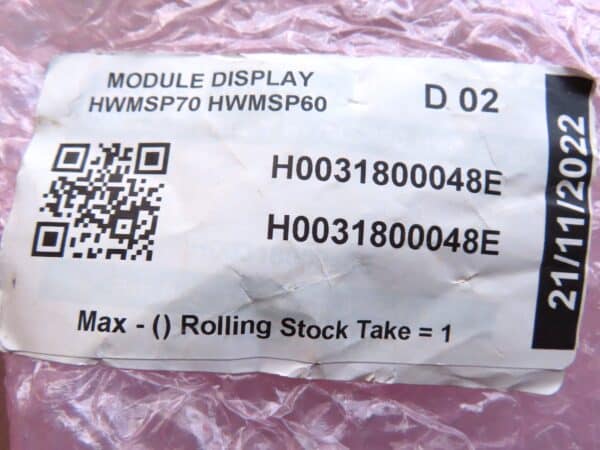 MODULE DISPLAY
HWMSP70 HWMSP60
D 02
H0031800048E
H0031800048E
Max - () Rolling Stock Take = 1
21/11/2022